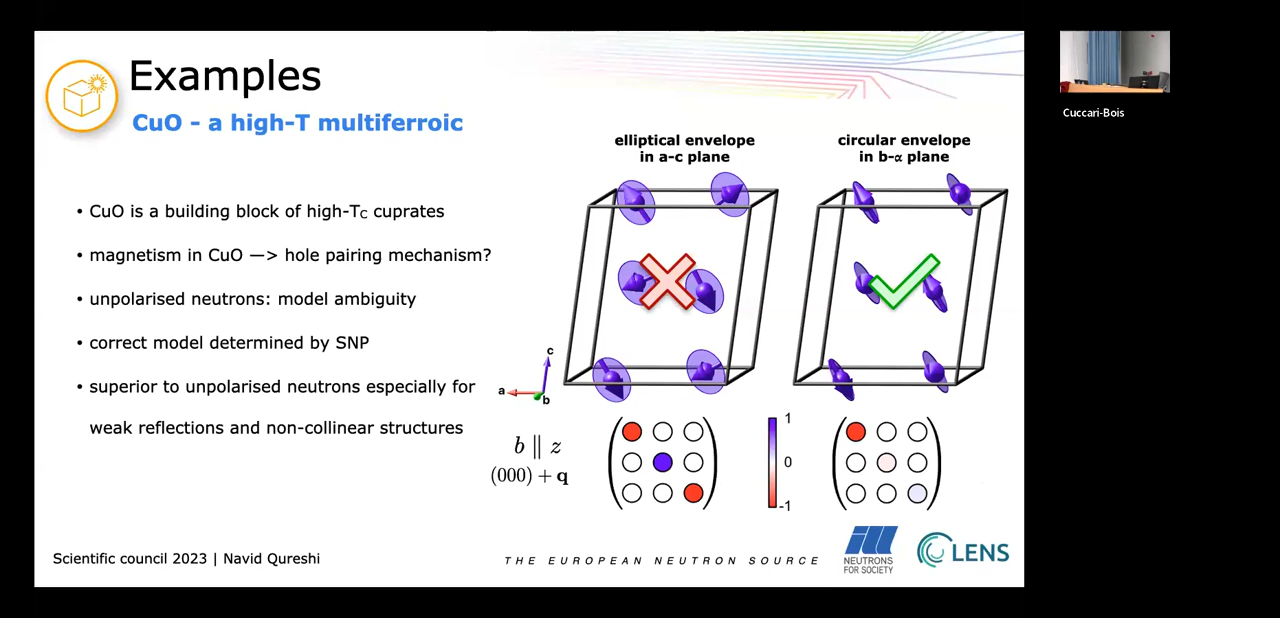 Examples
CuO - a high-T multiferroic
• CuO is a building block of high-TC cuprates
• magnetism in CuO —> hole pairing mechanism?
• unpolarised neutrons: model ambiguity
• correct model determined by SNP
• superior to unpolarised neutrons especially for
weak reflections and non-collinear structures
elliptical envelope
in a-c plane
circular envelope
in b-α plane
c
a
b
b ∥ z
(000) + q
1
0
-1
Scientific council 2023 | Navid Qureshi
THE EUROPEAN NEUTRON SOURCE
ill
NEUTRONS
FOR SOCIETY
LENS
Cuccari-Bois